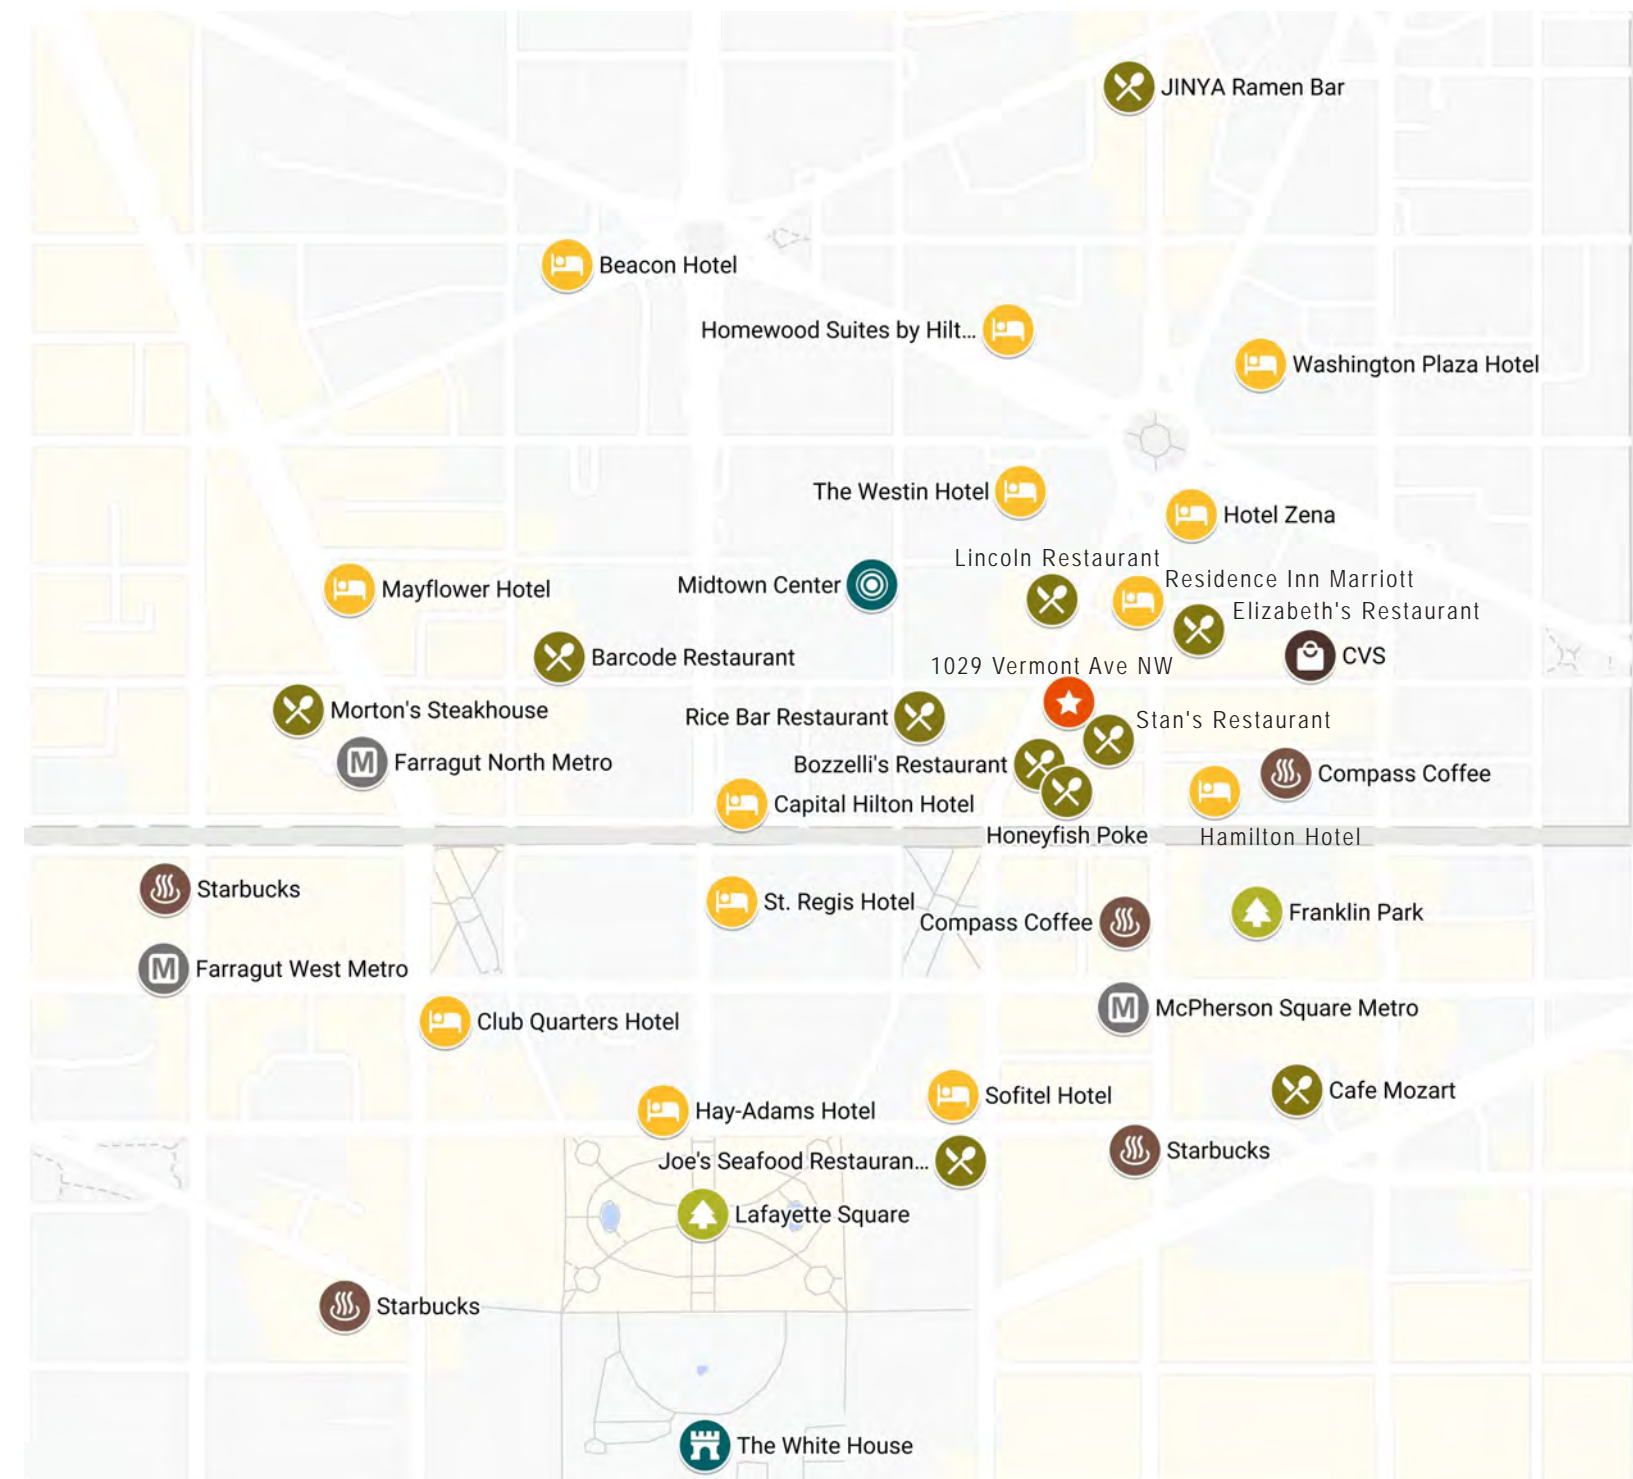 JINYA Ramen Bar
Beacon Hotel
Homewood Suites by Hilt...
Washington Plaza Hotel
The Westin Hotel
Hotel Zena
Lincoln Restaurant
Residence Inn Marriott
Mayflower Hotel
Midtown Center
Elizabeth's Restaurant
Barcode Restaurant
CVS
1029 Vermont Ave NW
Morton's Steakhouse
Rice Bar Restaurant
Stan's Restaurant
M Farragut North Metro
Bozzelli's Restaurant
Compass Coffee
Capital Hilton Hotel
Honeyfish Poke
Hamilton Hotel
Starbucks
St. Regis Hotel
Compass Coffee
Franklin Park
M Farragut West Metro
M McPherson Square Metro
Club Quarters Hotel
Sofitel Hotel
Cafe Mozart
Hay-Adams Hotel
Joe's Seafood Restauran...
Starbucks
Lafayette Square
Starbucks
The White House